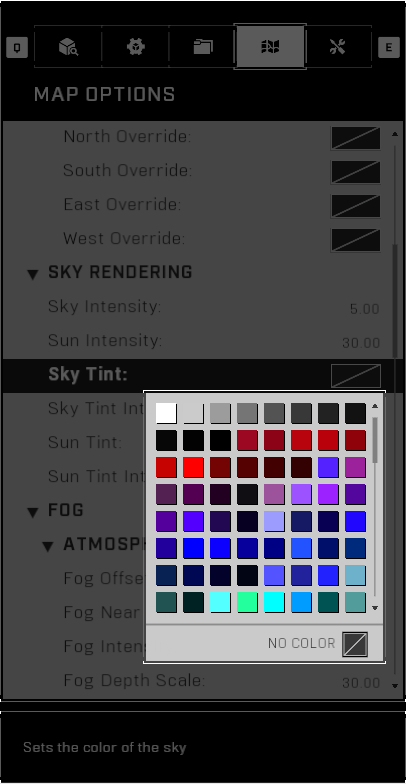 Q
E
MAP OPTIONS
North Override:
South Override:
East Override:
West Override:
SKY RENDERING
Sky Intensity: 5.00
Sun Intensity: 30.00
Sky Tint:
Sky Tint Int
Sun Tint:
Sun Tint Int
FOG
ATMOSPH
Fog Offse
Fog Near
Fog Intens
NO COLOR
Fog Depth Scale: 30.00
Sets the color of the sky